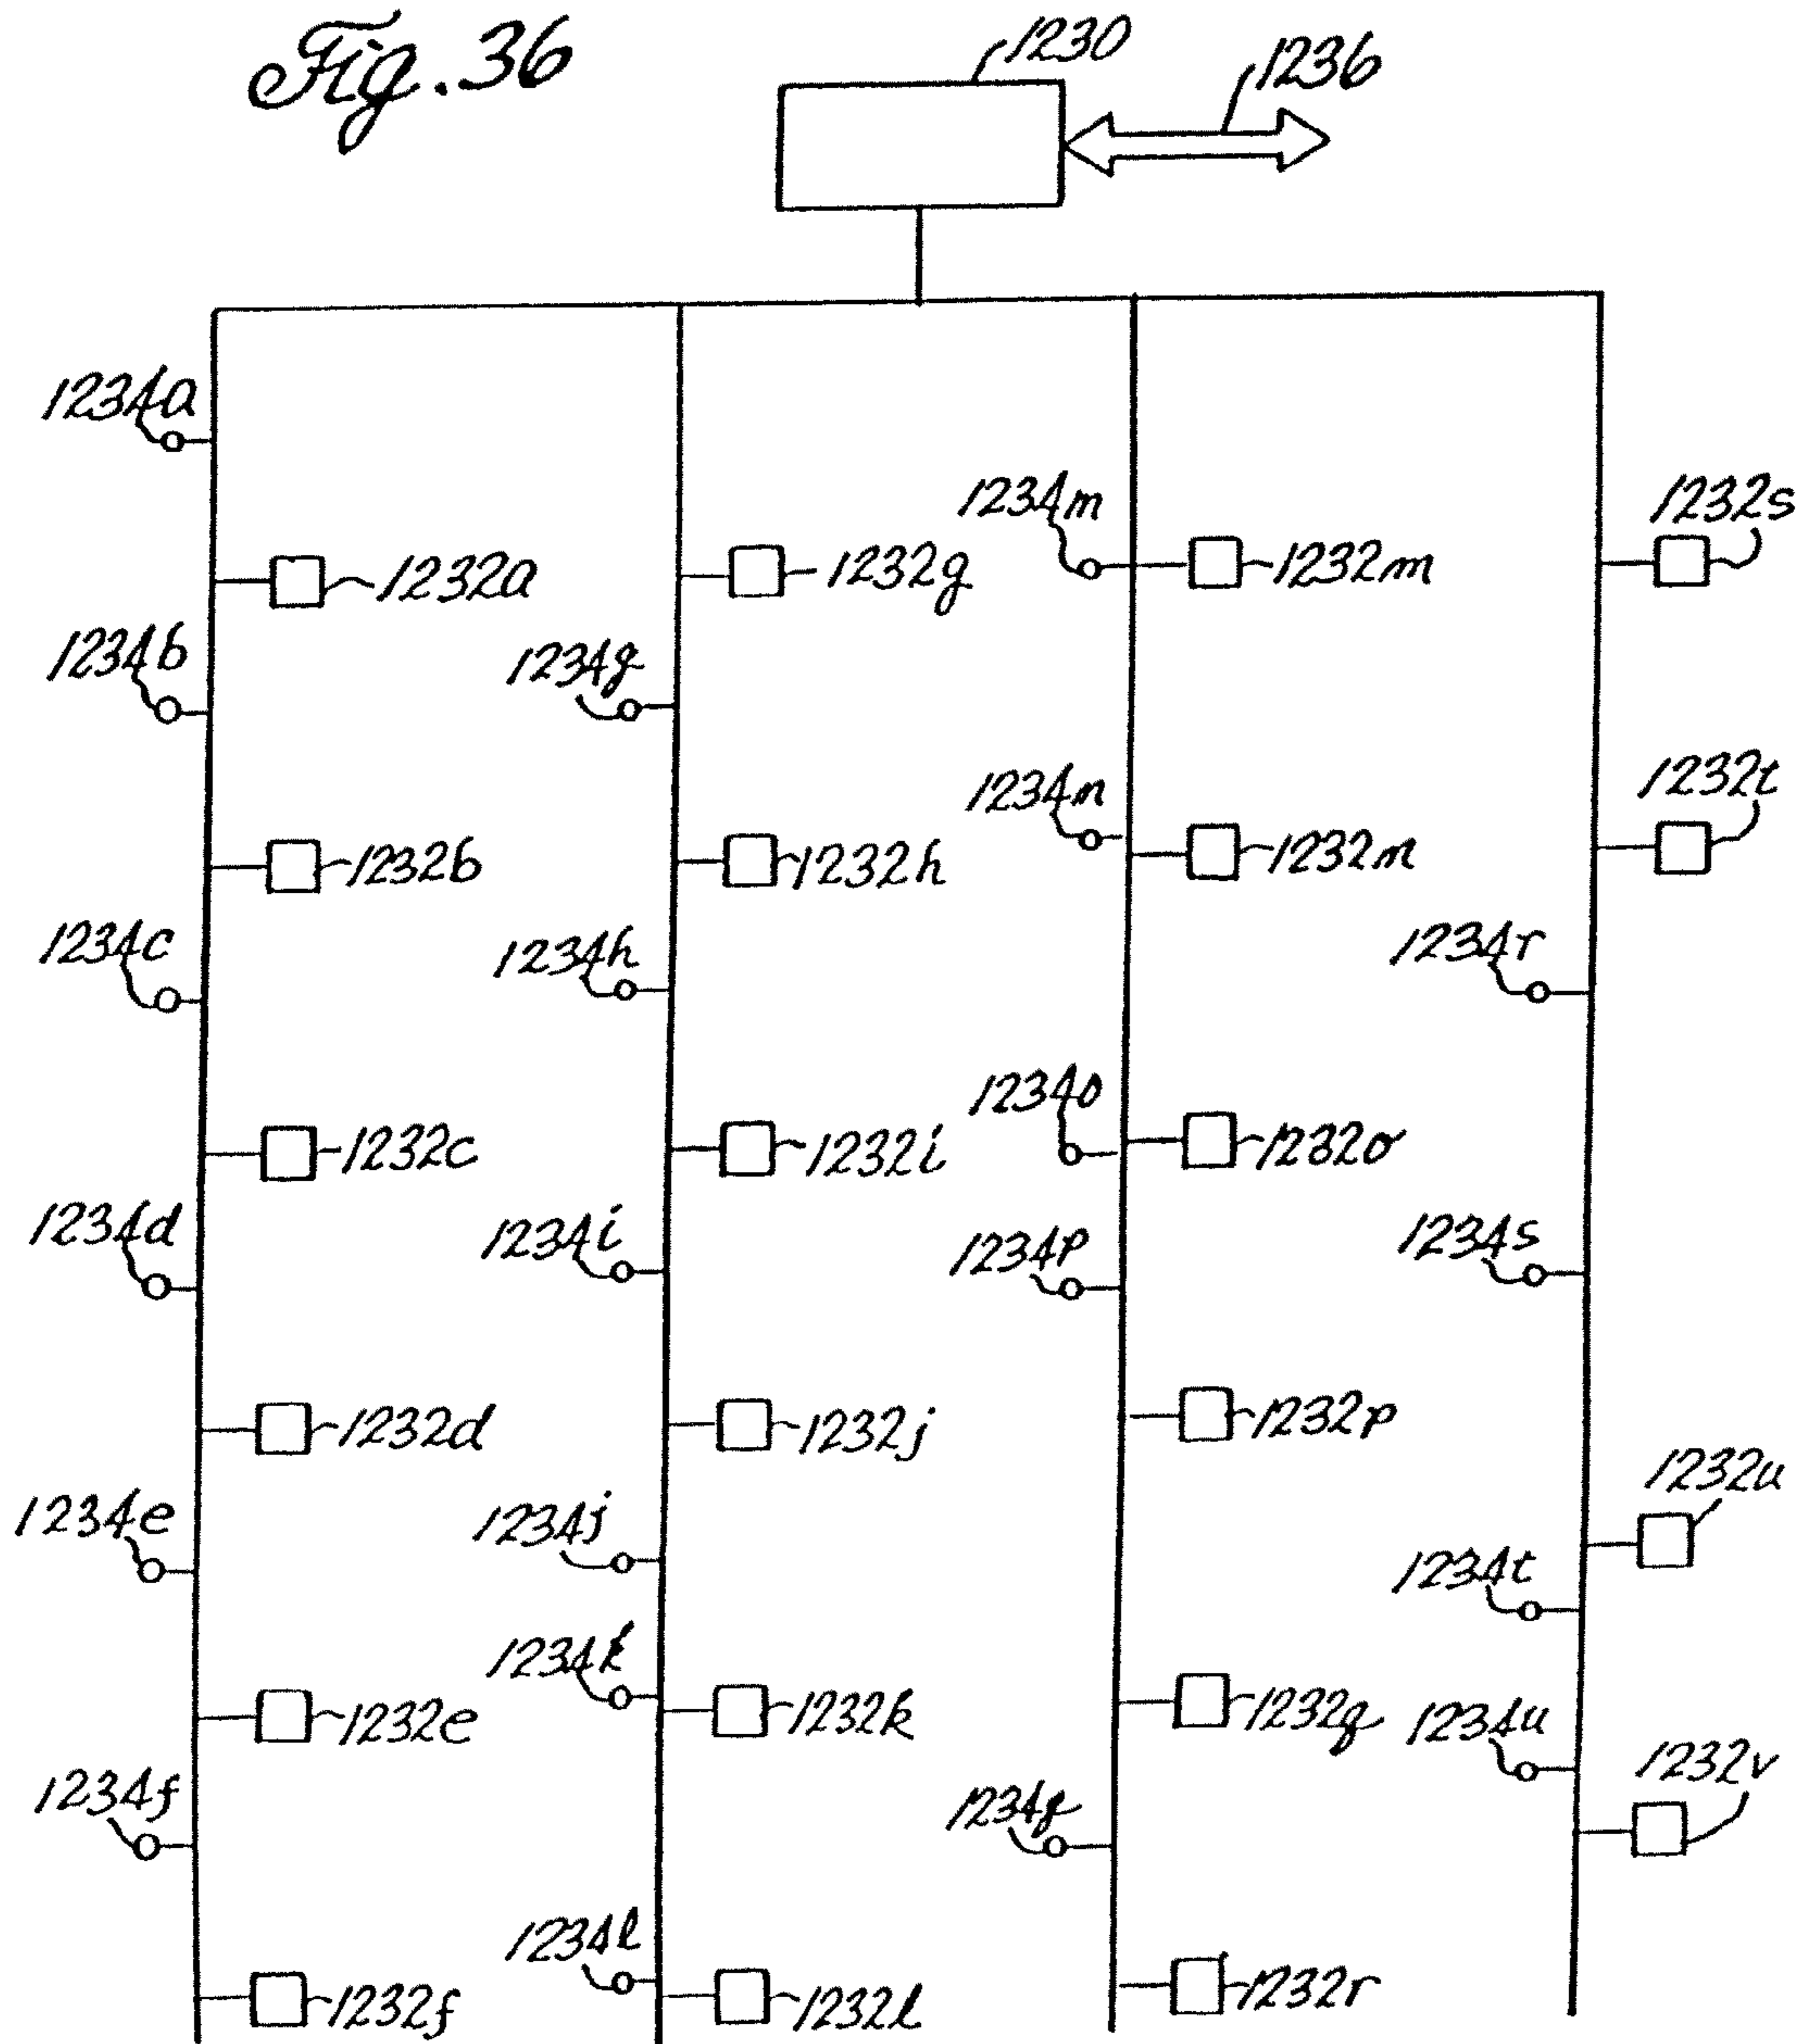 Fig. 36
1230
1236
1234a
1232a
1234b
1232b
1234c
1232c
1234d
1232d
1234e
1232e
1234f
1232f
1232g
1234g
1232h
1234h
1232i
1234i
1232j
1234j
1234k
1232k
1234l
1232l
1234m
1232m
1234n
1232n
1234o
1232o
1234p
1232p
1232q
1234q
1232r
1232s
1232t
1234r
1234s
1232u
1234t
1234u
1232v